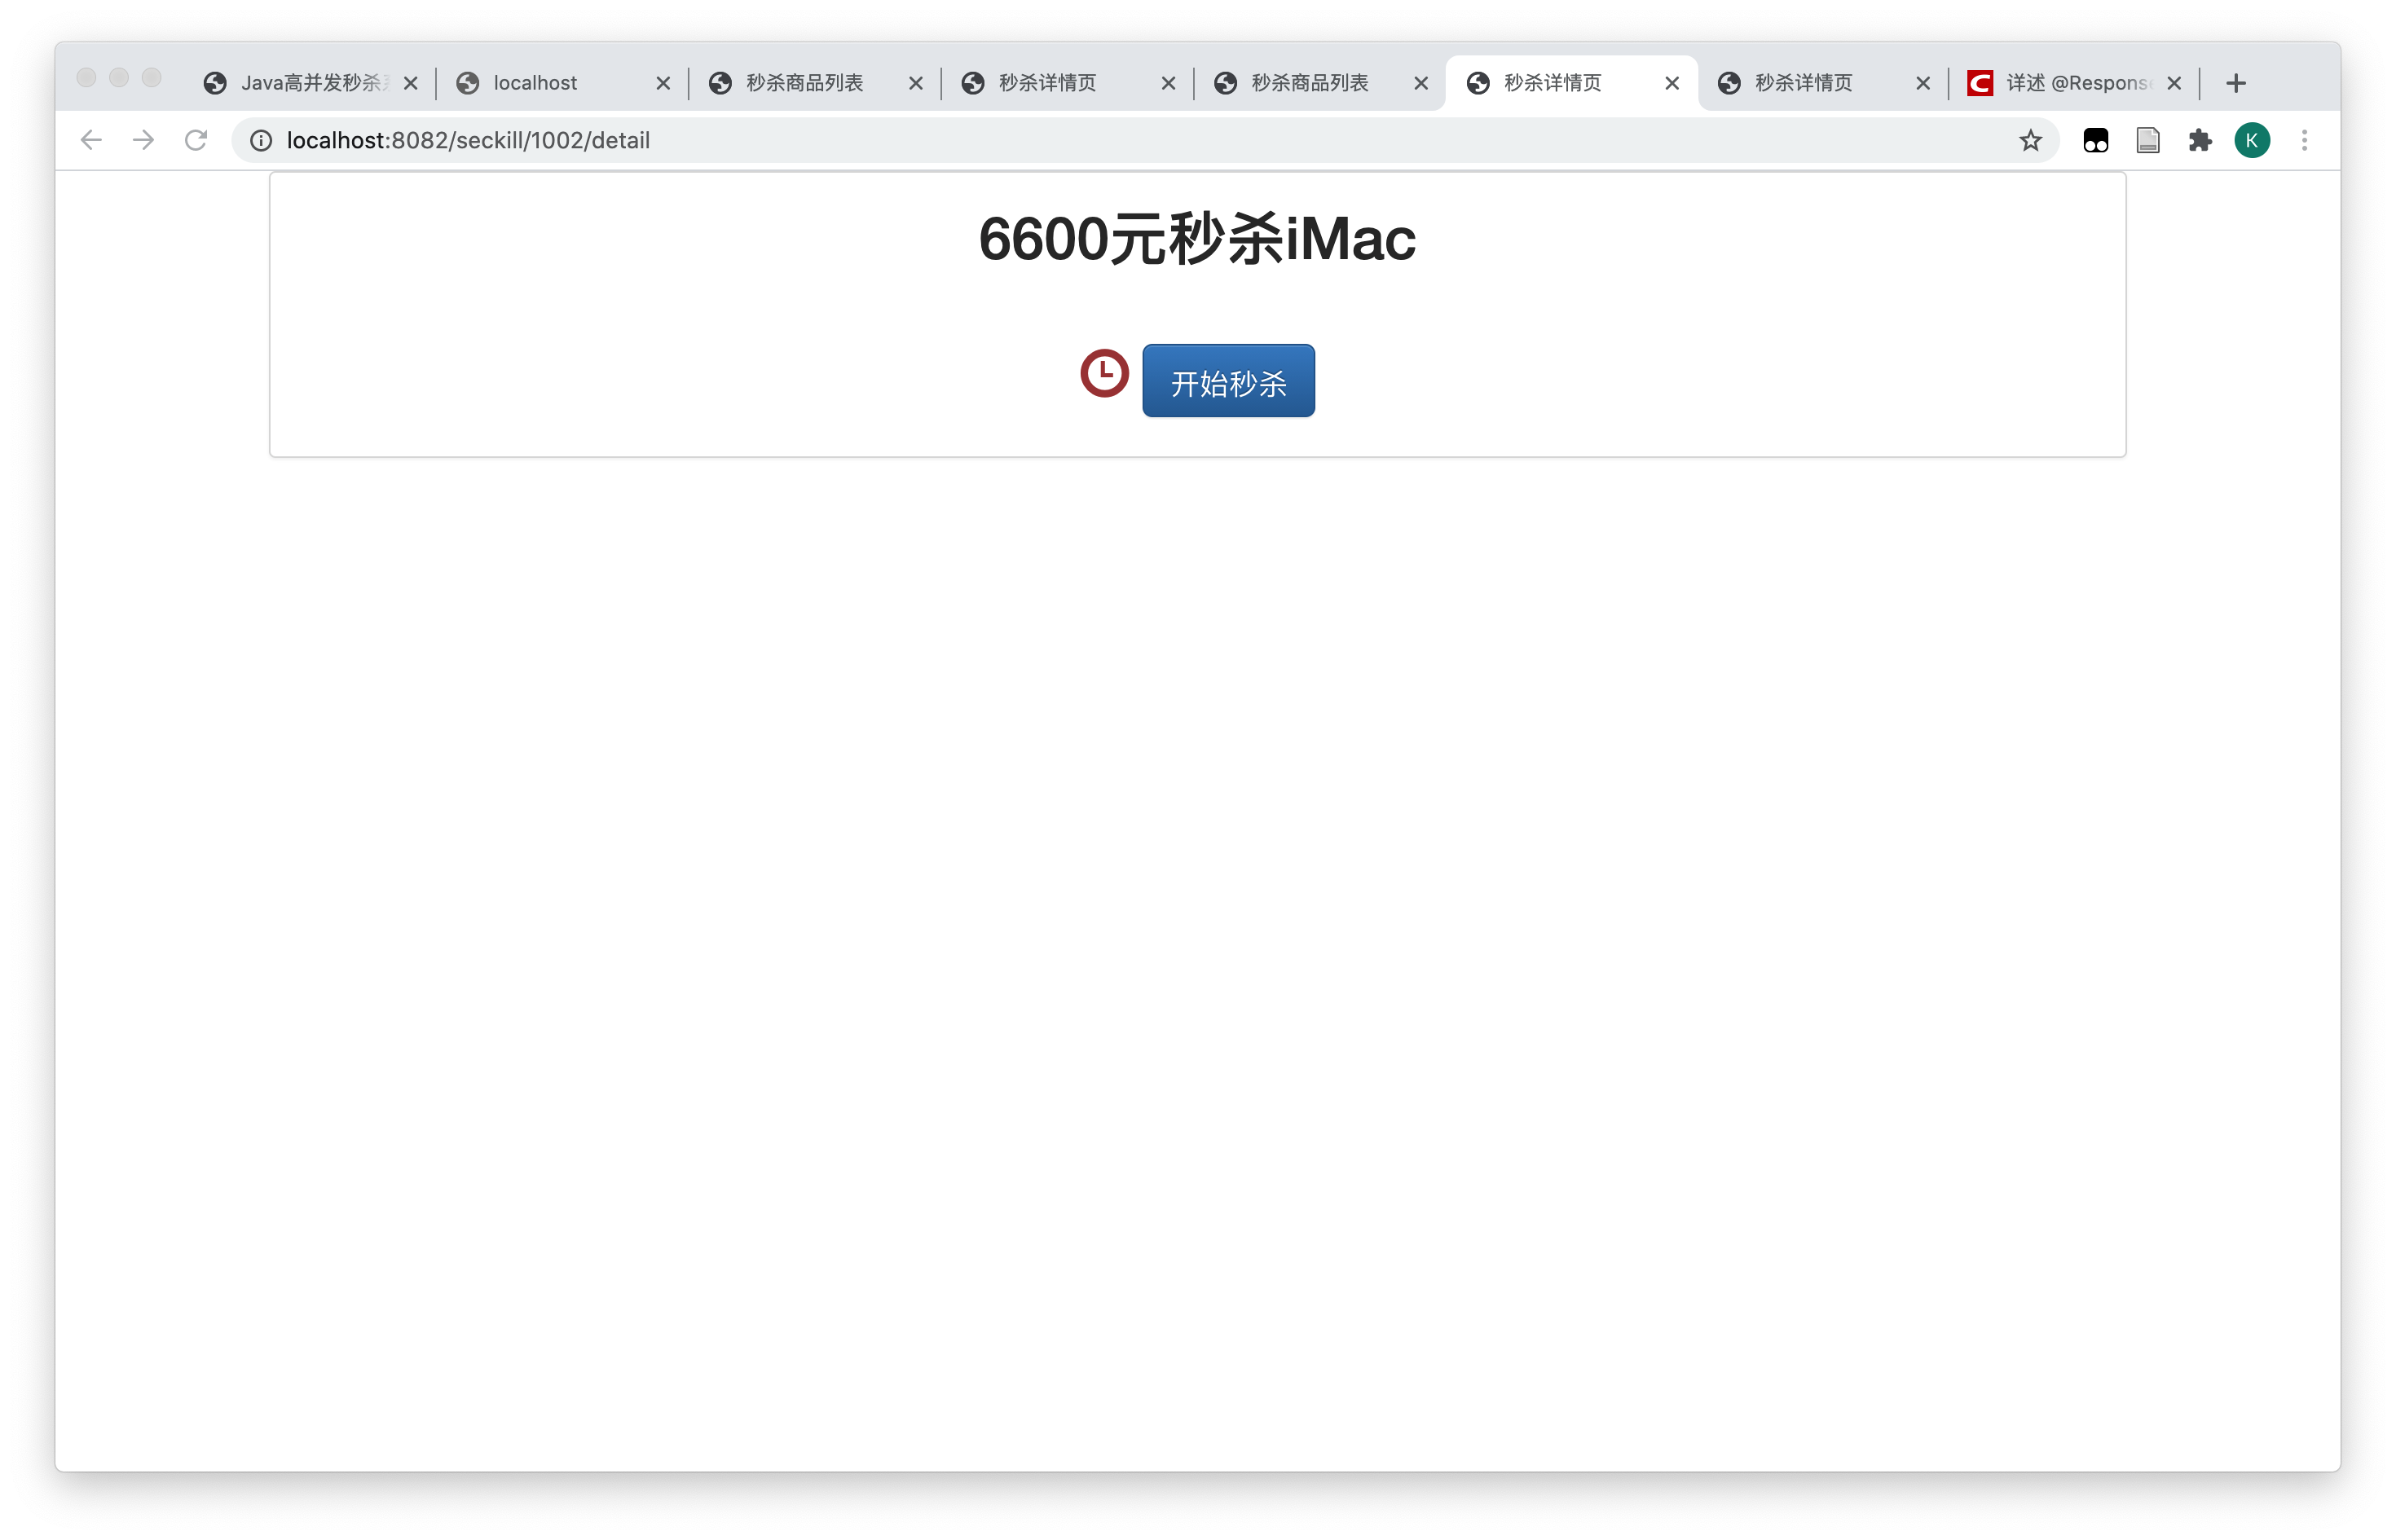 Java高并发秒杀
localhost
秒杀商品列表
秒杀详情页
秒杀商品列表
秒杀详情页
秒杀详情页
详述 @Response
localhost:8082/seckill/1002/detail
K
6600元秒杀iMac
开始秒杀